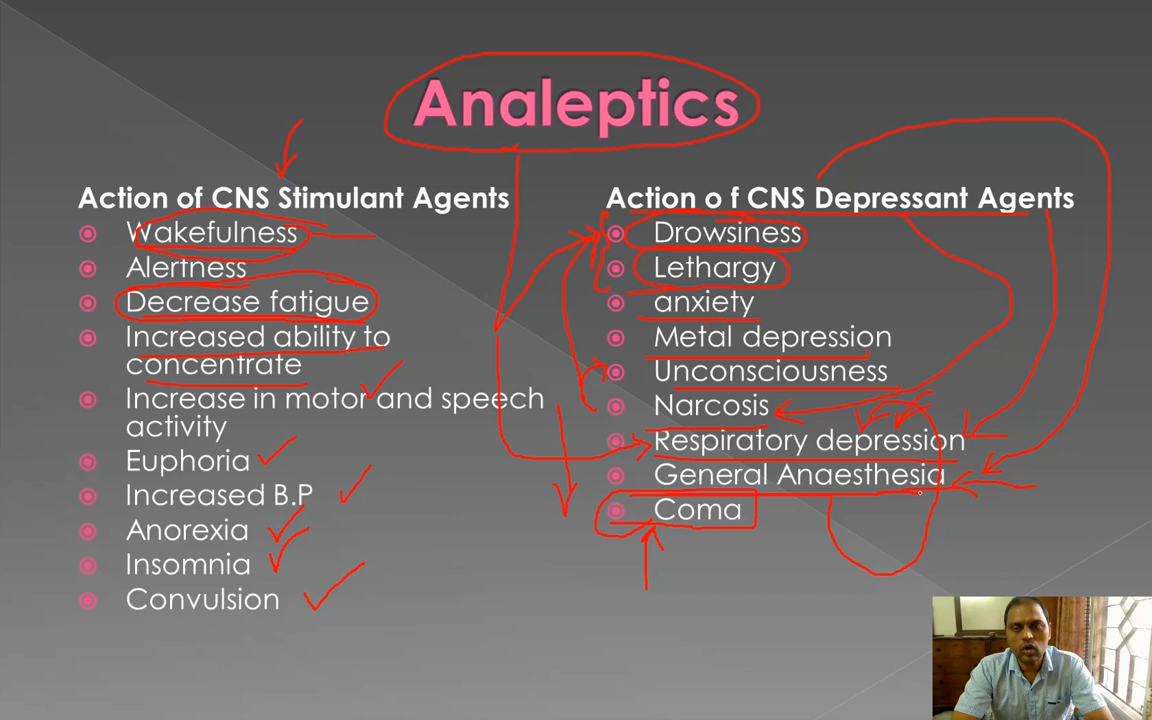 Analeptics
Action of CNS Stimulant Agents
Wakefulness
Alertness
Decrease fatigue
Increased ability to
concentrate
Increase in motor and speech
activity
Euphoria
Increased B.P
Anorexia
Insomnia
Convulsion
Action o f CNS Depressant Agents
Drowsiness
Lethargy
anxiety
Metal depression
Unconsciousness
Narcosis
Respiratory depression
General Anaesthesia
Coma